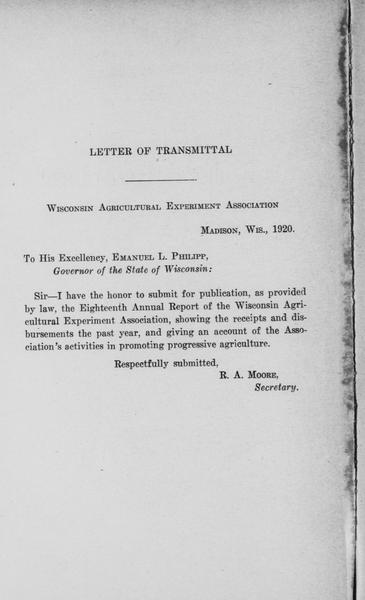 LETTER OF TRANSMITTAL
WISCONSIN AGRICULTURAL EXPERIMENT ASSOCIATION
MADISON, WIS., 1920.
To His Excellency, EMANUEL L. PHILIPP,
Governor of the State of Wisconsin:
Sir—I have the honor to submit for publication, as provided
by law, the Eighteenth Annual Report of the Wisconsin Agri-
cultural Experiment Association, showing the receipts and dis-
bursements the past year, and giving an account of the Asso-
ciation's activities in promoting progressive agriculture.
Respectfully submitted,
R. A. MOORE,
Secretary.